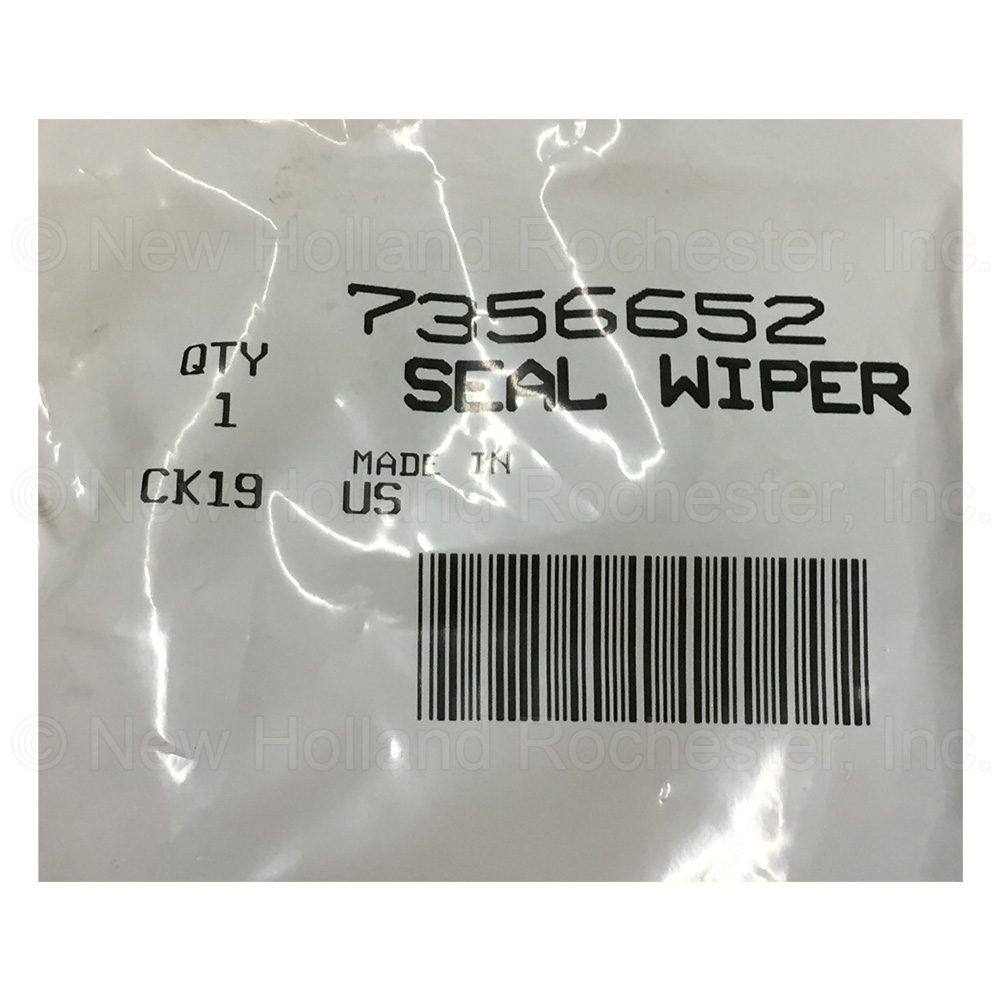 © New Holland Rochester, Inc.
7356652
QTY SEAL WIPER
1
MADE IN
CK19 US
© New Holland Rochester, Inc.
© New Holland Rochester, Inc.